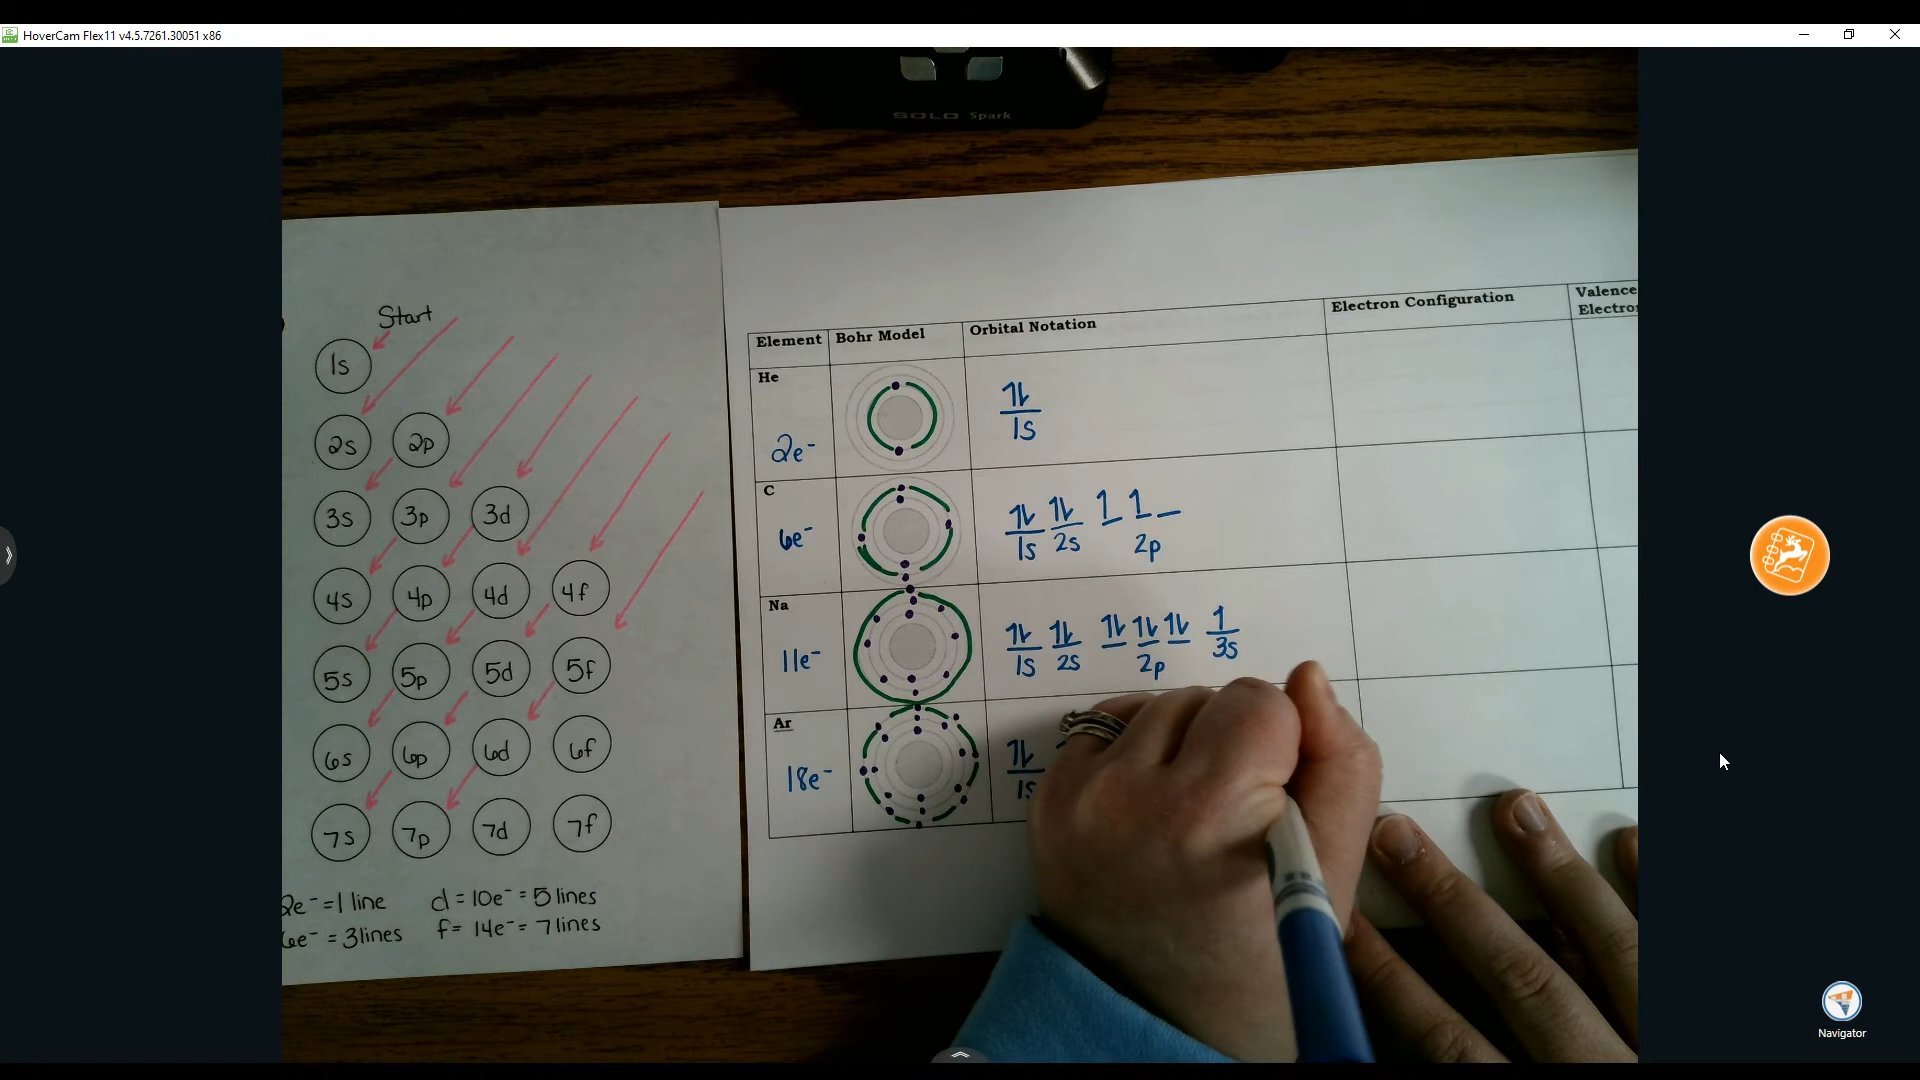 HoverCam Flex11 v4.5.7261.30051 x86
SOLO Spark
Start
1s
2s 2p
3s 3p 3d
4s 4p 4d 4f
5s 5p 5d 5f
6s 6p 6d 6f
7s 7p 7d 7f
2e⁻ = 1 line d = 10e⁻ = 5 lines
6e⁻ = 3 lines f = 14e⁻ = 7 lines
Element Bohr Model Orbital Notation Electron Configuration Valence
He
2e⁻
1s
C
6e⁻
1s 2s 2p
Na
11e⁻
1s 2s 2p 3s
Ar
18e⁻
1s
Navigator